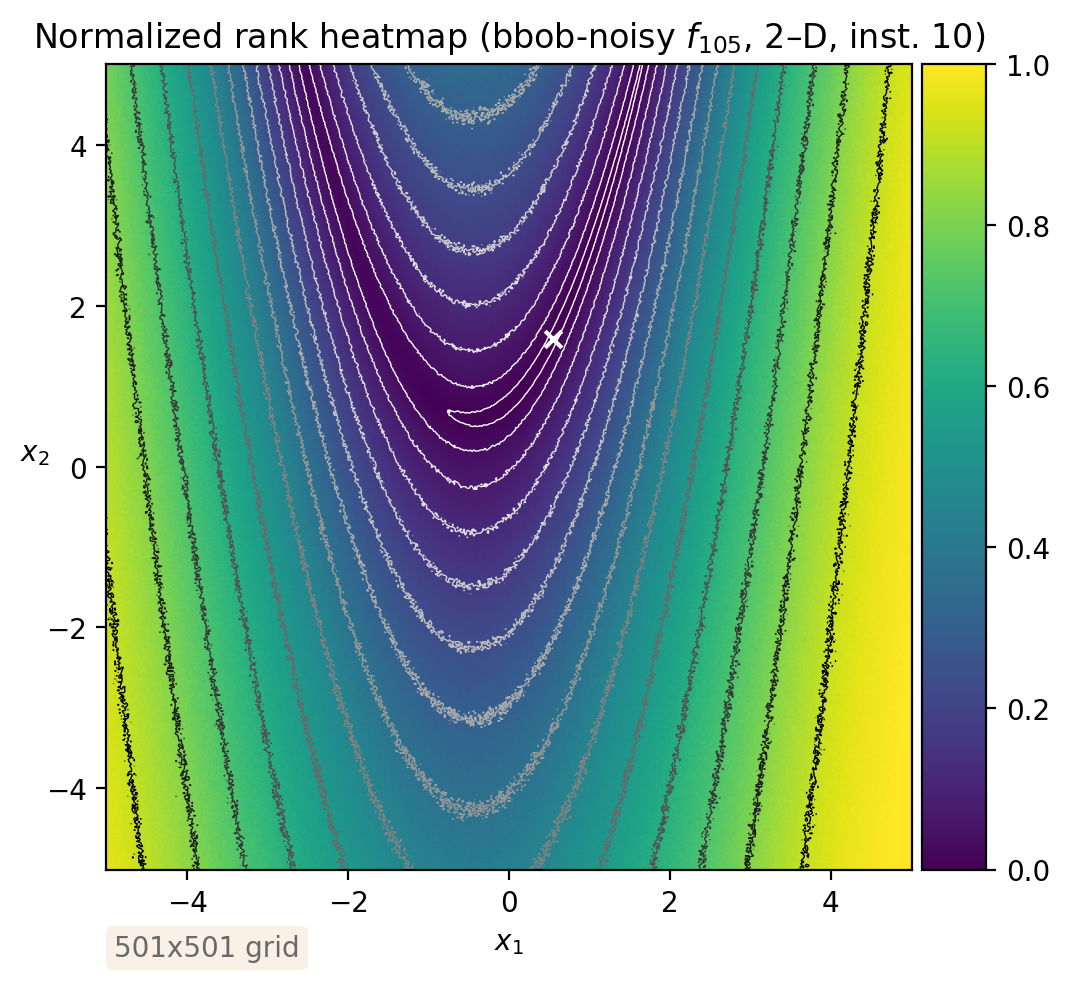 Normalized rank heatmap (bbob-noisy f₁₀₅, 2–D, inst. 10)
1.0
4
0.8
2
0.6
x₂
0
0.4
−2
0.2
−4
0.0
−4 −2 0 2 4
501x501 grid
x₁